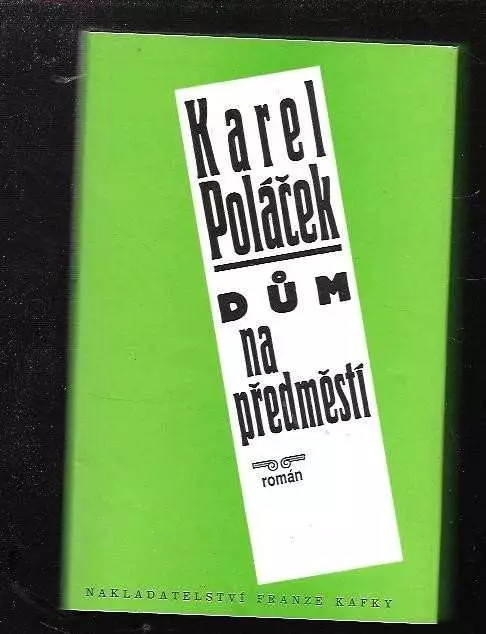 Karel
Poláček
DŮM
na
předměstí
román
NAKLADATELSTVÍ FRANZE KAFKY